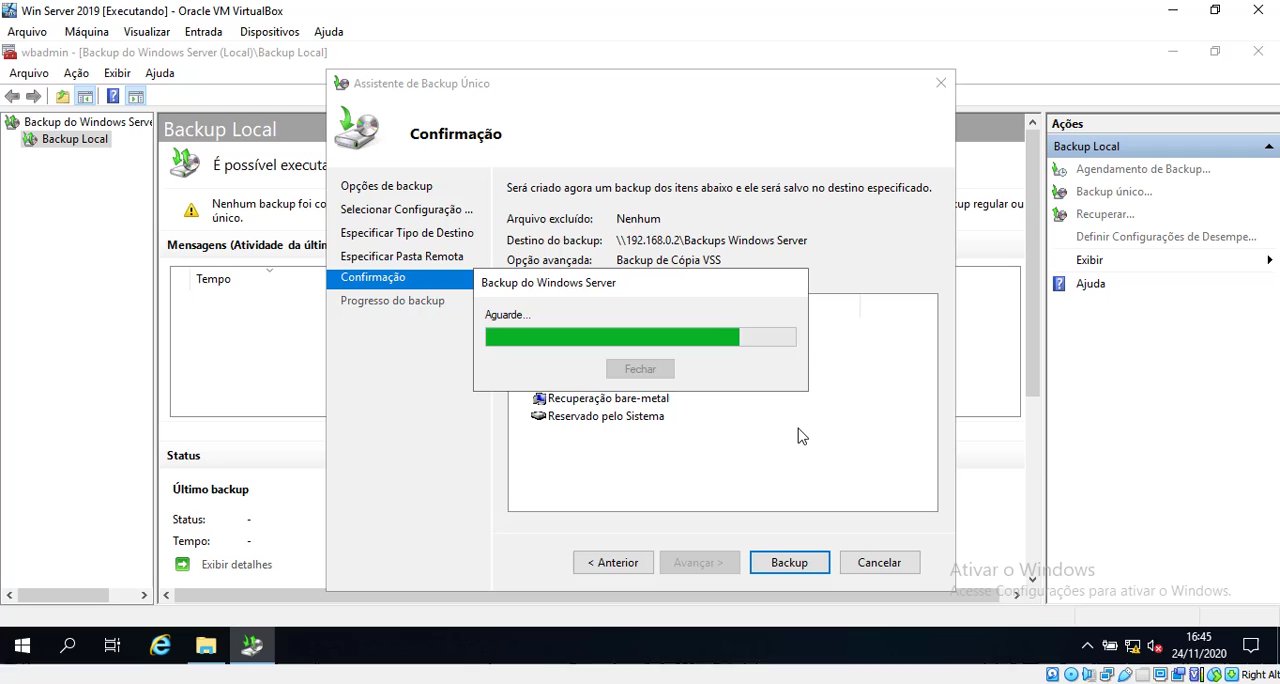 Win Server 2019 [Executando] - Oracle VM VirtualBox
Arquivo Máquina Visualizar Entrada Dispositivos Ajuda
wbadmin - [Backup do Windows Server (Local)\Backup Local]
Arquivo Ação Exibir Ajuda
Backup do Windows Serve
Backup Local
Backup Local
É possível executa
Nenhum backup foi co
único.
kup regular ou
Mensagens (Atividade da últim
Tempo
Status
Último backup
Status: -
Tempo: -
Exibir detalhes
Assistente de Backup Único
Confirmação
Opções de backup
Selecionar Configuração ...
Especificar Tipo de Destino
Especificar Pasta Remota
Confirmação
Progresso do backup
Será criado agora um backup dos itens abaixo e ele será salvo no destino especificado.
Arquivo excluído: Nenhum
Destino do backup: \\192.168.0.2\Backups Windows Server
Opção avançada: Backup de Cópia VSS
Backup do Windows Server
Aguarde...
Fechar
Recuperação bare-metal
Reservado pelo Sistema
< Anterior Avançar > Backup Cancelar
Ações
Backup Local
Agendamento de Backup...
Backup único...
Recuperar...
Definir Configurações de Desempe...
Exibir
Ajuda
Ativar o Windows
Acesse Configurações para ativar o Windows.
16:45
24/11/2020
Right Alt